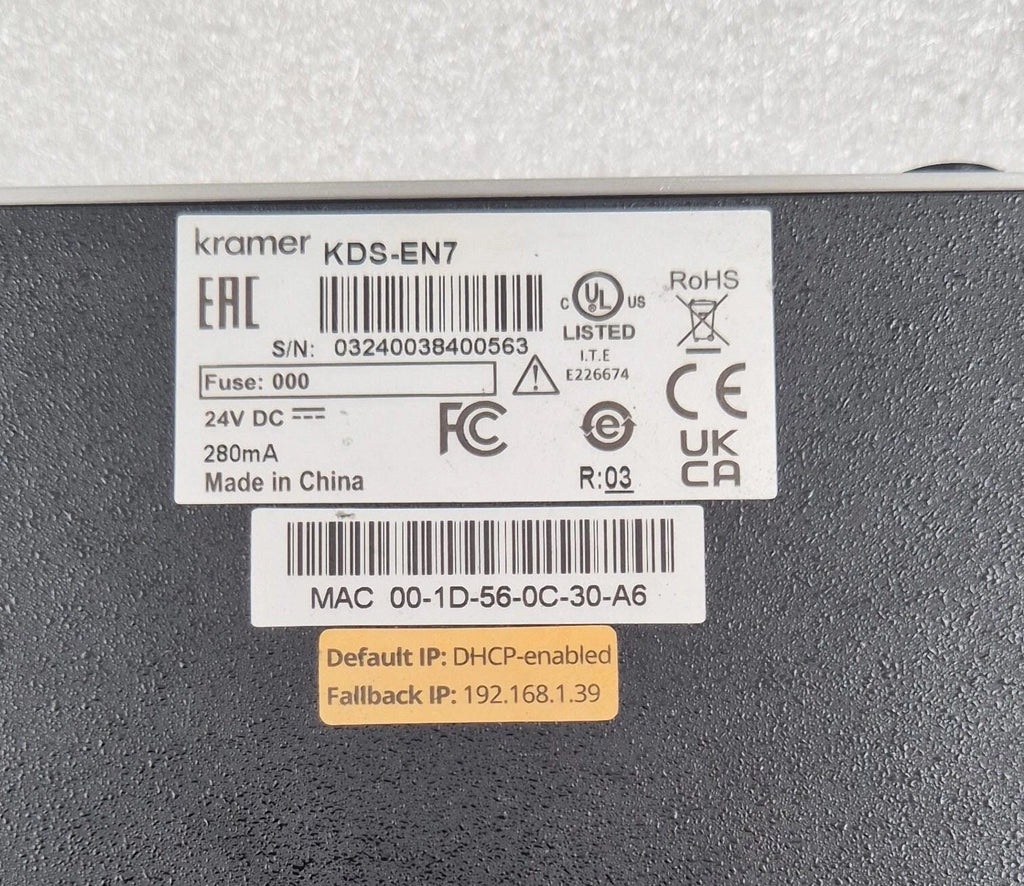 kramer KDS-EN7
EAC
S/N: 03240038400563
Fuse: 000
24V DC
280mA
Made in China
FC
C UL US
LISTED
I.T.E
E226674
e
R:03
RoHS
CE
UK
CA
MAC 00-1D-56-0C-30-A6
Default IP: DHCP-enabled
Fallback IP: 192.168.1.39